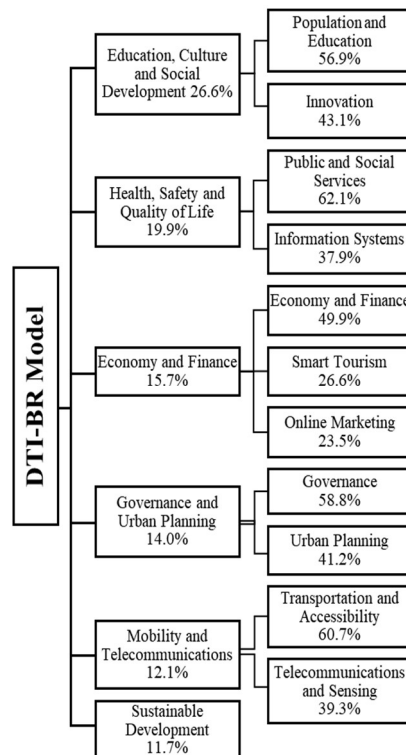 DTI-BR Model
Education, Culture
and Social
Development 26.6%
Population and
Education
56.9%
Innovation
43.1%
Health, Safety and
Quality of Life
19.9%
Public and Social
Services
62.1%
Information Systems
37.9%
Economy and Finance
15.7%
Economy and Finance
49.9%
Smart Tourism
26.6%
Online Marketing
23.5%
Governance and
Urban Planning
14.0%
Governance
58.8%
Urban Planning
41.2%
Mobility and
Telecommunications
12.1%
Transportation and
Accessibility
60.7%
Telecommunications
and Sensing
39.3%
Sustainable
Development
11.7%